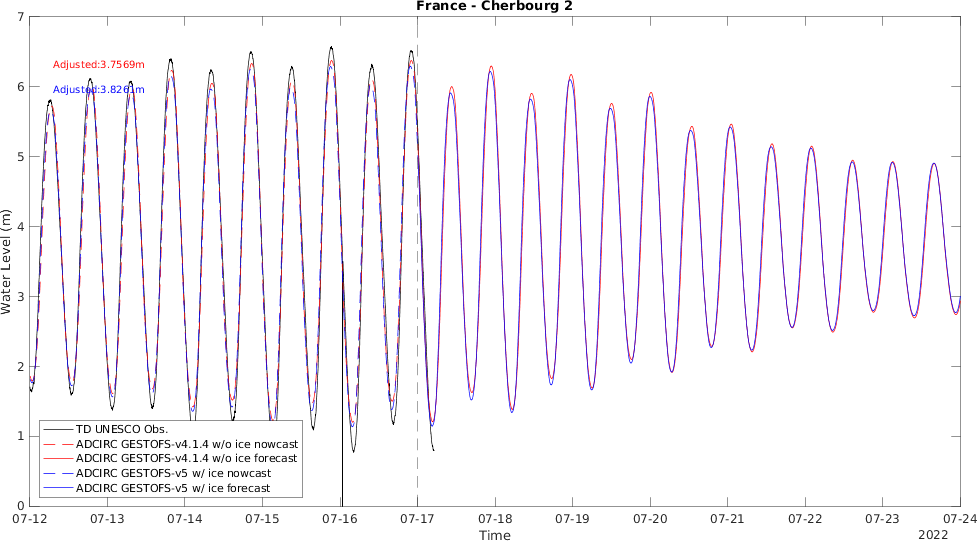 France - Cherbourg 2
7
Adjusted:3.7569m
6
Adjusted:3.8261m
5
4
Water Level (m)
3
2
1
0
TD UNESCO Obs.
ADCIRC GESTOFS-v4.1.4 w/o ice nowcast
ADCIRC GESTOFS-v4.1.4 w/o ice forecast
ADCIRC GESTOFS-v5 w/ ice nowcast
ADCIRC GESTOFS-v5 w/ ice forecast
07-12 07-13 07-14 07-15 07-16 07-17 07-18 07-19 07-20 07-21 07-22 07-23 07-24
Time
2022